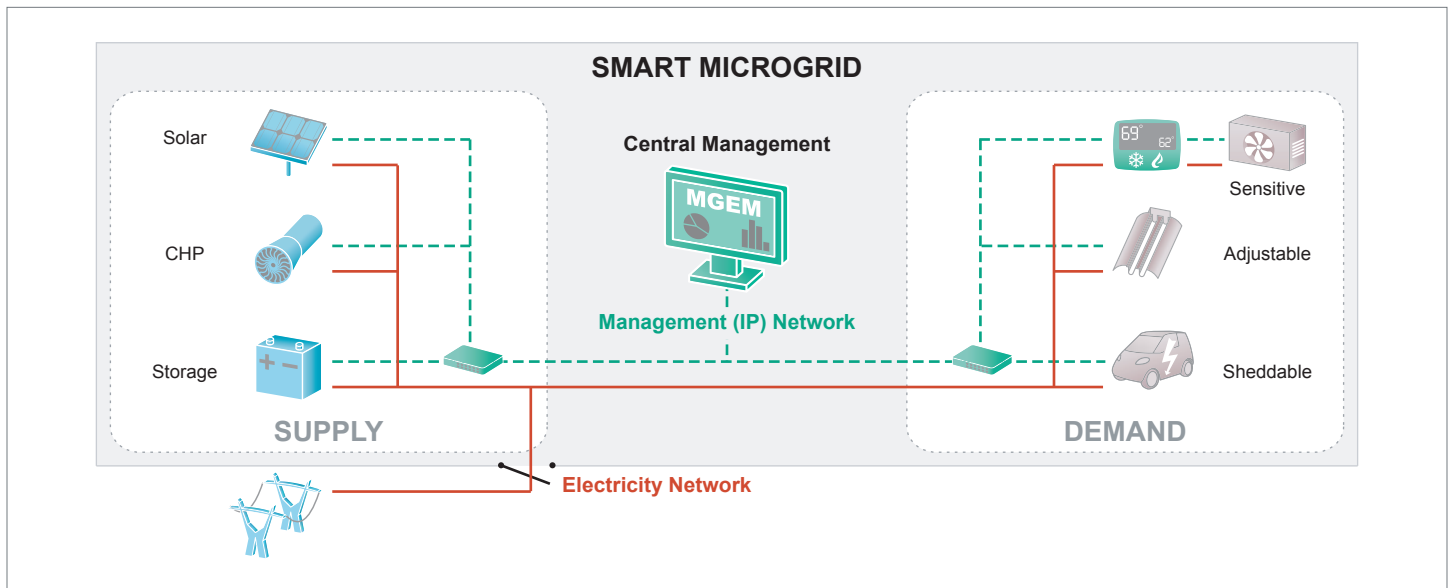 SMART MICROGRID
Solar
CHP
Storage
SUPPLY
Central Management
MGEM
Management (IP) Network
69°
62°
Sensitive
Adjustable
Sheddable
DEMAND
Electricity Network